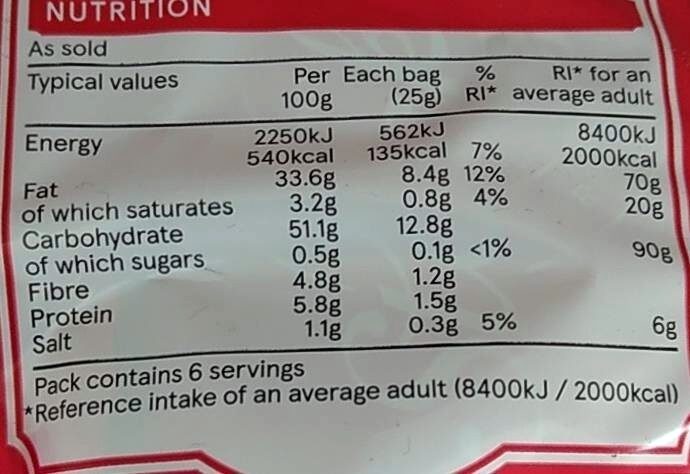 NUTRITION
As sold
Typical values Per 100g Each bag (25g) % RI* RI* for an average adult
Energy 2250kJ 562kJ 8400kJ
540kcal 135kcal 7% 2000kcal
Fat 33.6g 8.4g 12% 70g
of which saturates 3.2g 0.8g 4% 20g
Carbohydrate 51.1g 12.8g
of which sugars 0.5g 0.1g <1% 90g
Fibre 4.8g 1.2g
Protein 5.8g 1.5g
Salt 1.1g 0.3g 5% 6g
Pack contains 6 servings
*Reference intake of an average adult (8400kJ / 2000kcal)